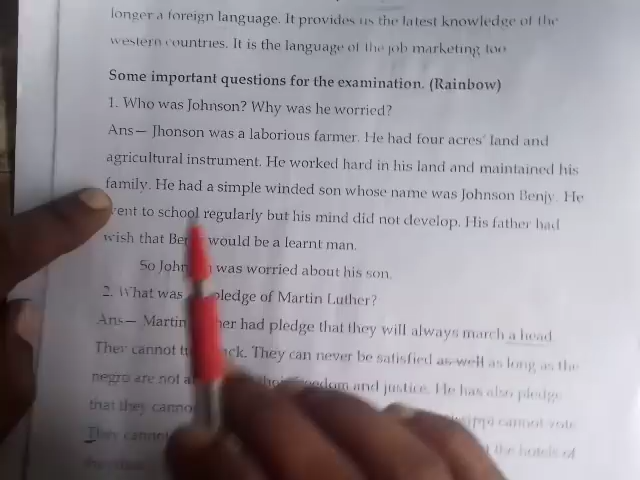 longer a foreign language. It provides us the latest knowledge of the
western countries. It is the language of the job marketing too
Some important questions for the examination. (Rainbow)
1. Who was Johnson? Why was he worried?
Ans— Jhonson was a laborious farmer. He had four acres' land and
agricultural instrument. He worked hard in his land and maintained his
family. He had a simple winded son whose name was Johnson Benjy. He
to school regularly but his mind did not develop. His father had
wish that would be a learnt man.
So was worried about his son.
2. What was pledge of Martin Luther?
Ans— Martin had pledge that they will always march a head.
They cannot They can never be satisfied as well as long as the
negro are not and justice. He has also pledge
that they cannot vote
They the hotels of